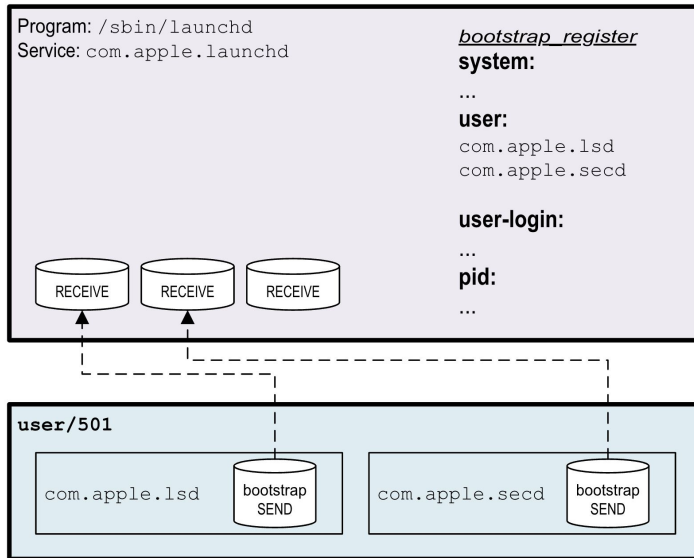 Program: /sbin/launchd
Service: com.apple.launchd
bootstrap_register
system:
...
user:
com.apple.lsd
com.apple.secd
user-login:
...
pid:
...
RECEIVE
RECEIVE
RECEIVE
user/501
com.apple.lsd
bootstrap
SEND
com.apple.secd
bootstrap
SEND